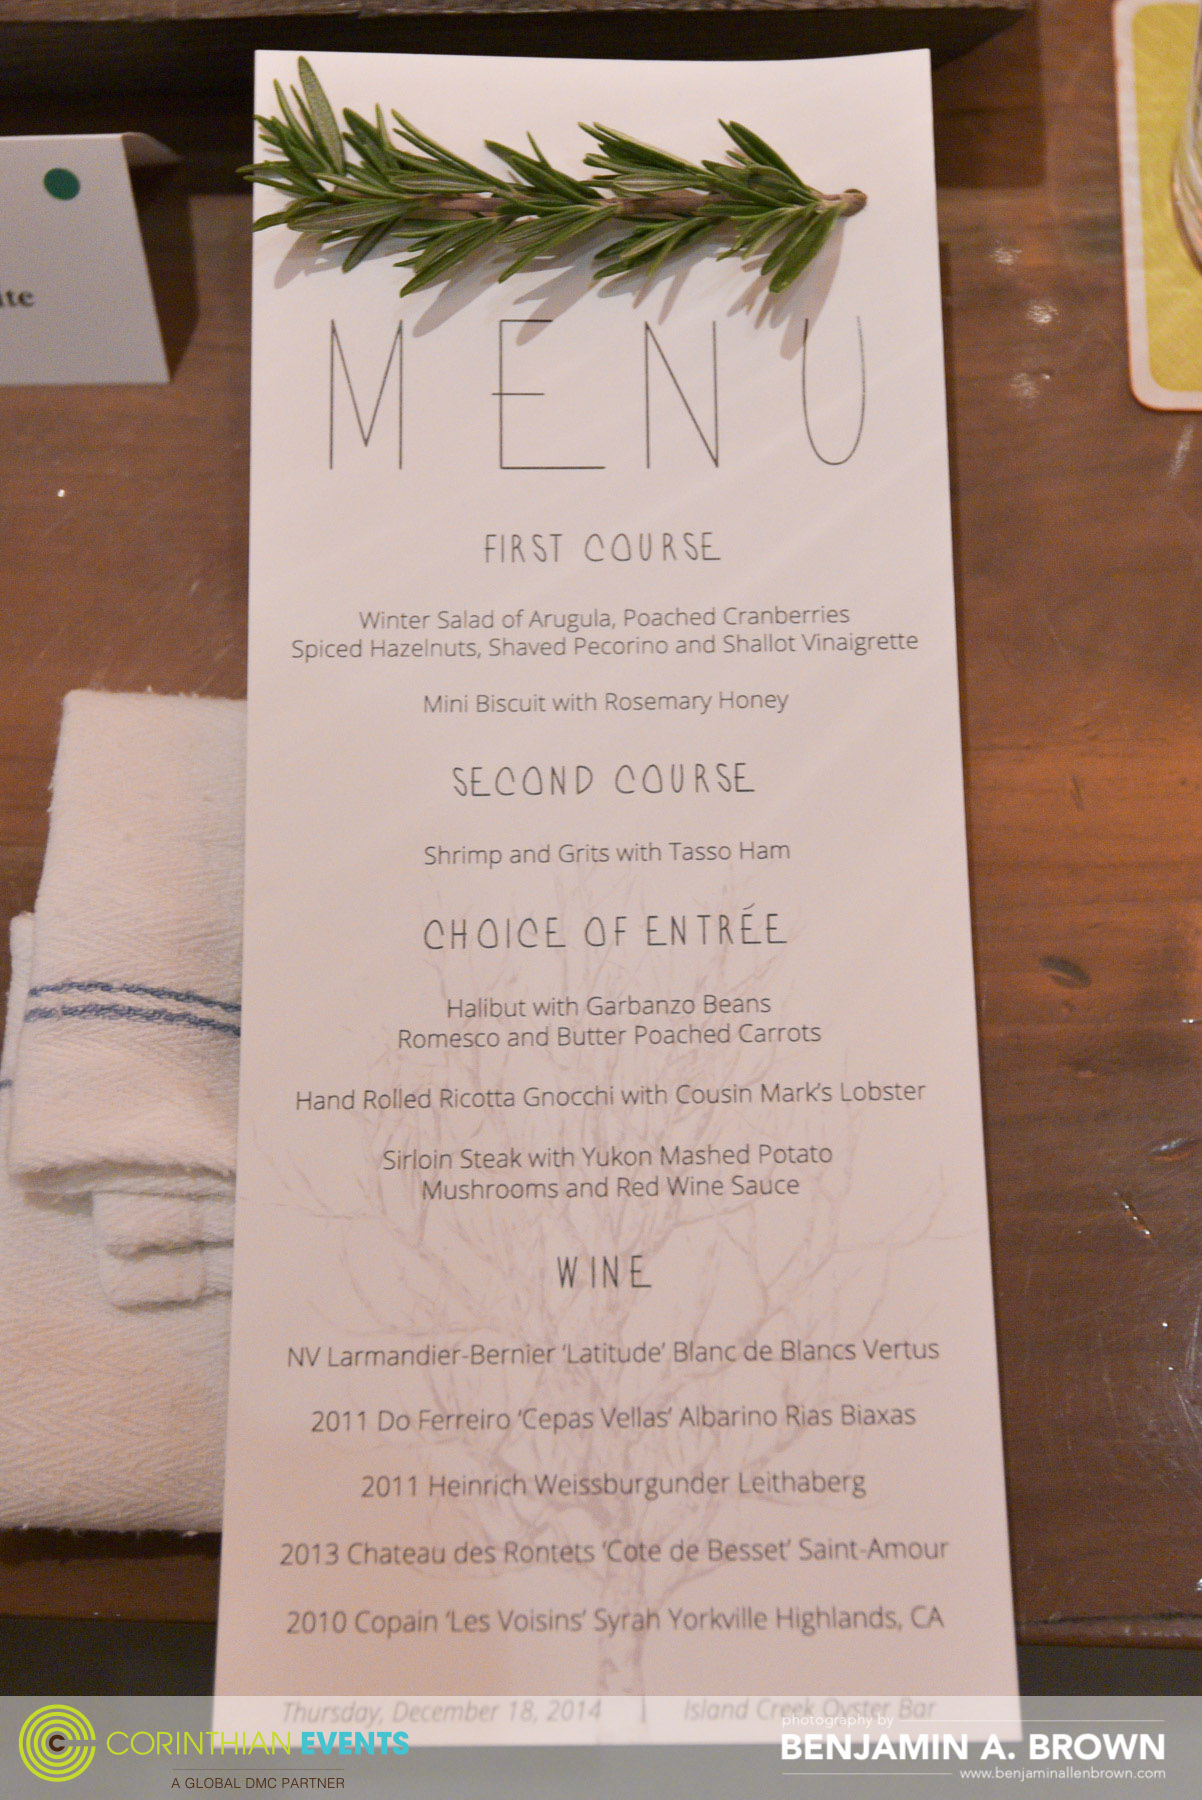 MENU
FIRST COURSE
Winter Salad of Arugula, Poached Cranberries
Spiced Hazelnuts, Shaved Pecorino and Shallot Vinaigrette
Mini Biscuit with Rosemary Honey
SECOND COURSE
Shrimp and Grits with Tasso Ham
CHOICE OF ENTRÉE
Halibut with Garbanzo Beans
Romesco and Butter Poached Carrots
Hand Rolled Ricotta Gnocchi with Cousin Mark's Lobster
Sirloin Steak with Yukon Mashed Potato
Mushrooms and Red Wine Sauce
WINE
NV Larmandier-Bernier 'Latitude' Blanc de Blancs Vertus
2011 Do Ferreiro 'Cepas Vellas' Albarino Rias Biaxas
2011 Heinrich Weissburgunder Leithaberg
2013 Chateau des Rontets 'Cote de Besset' Saint-Amour
2010 Copain 'Les Voisins' Syrah Yorkville Highlands, CA
Thursday, December 18, 2014 | Island Creek Oyster Bar
CORINTHIAN EVENTS
A GLOBAL DMC PARTNER
photography by
BENJAMIN A. BROWN
www.benjaminallenbrown.com